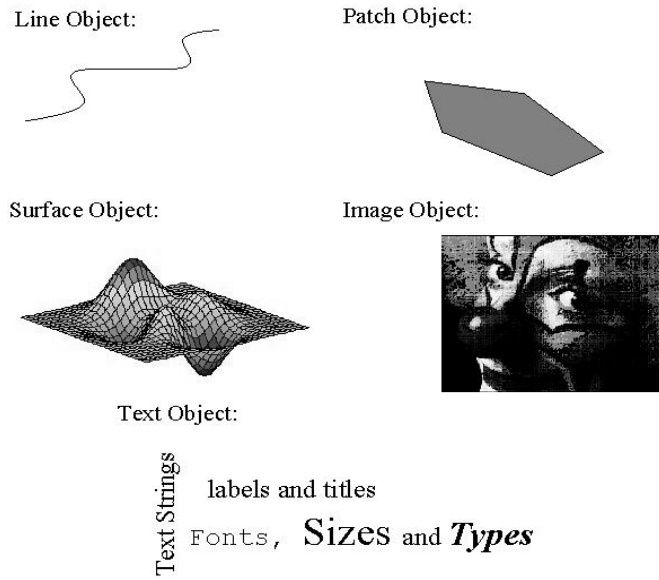 Line Object:
Patch Object:
Surface Object:
Image Object:
Text Object:
Text Strings
labels and titles
Fonts, Sizes and Types